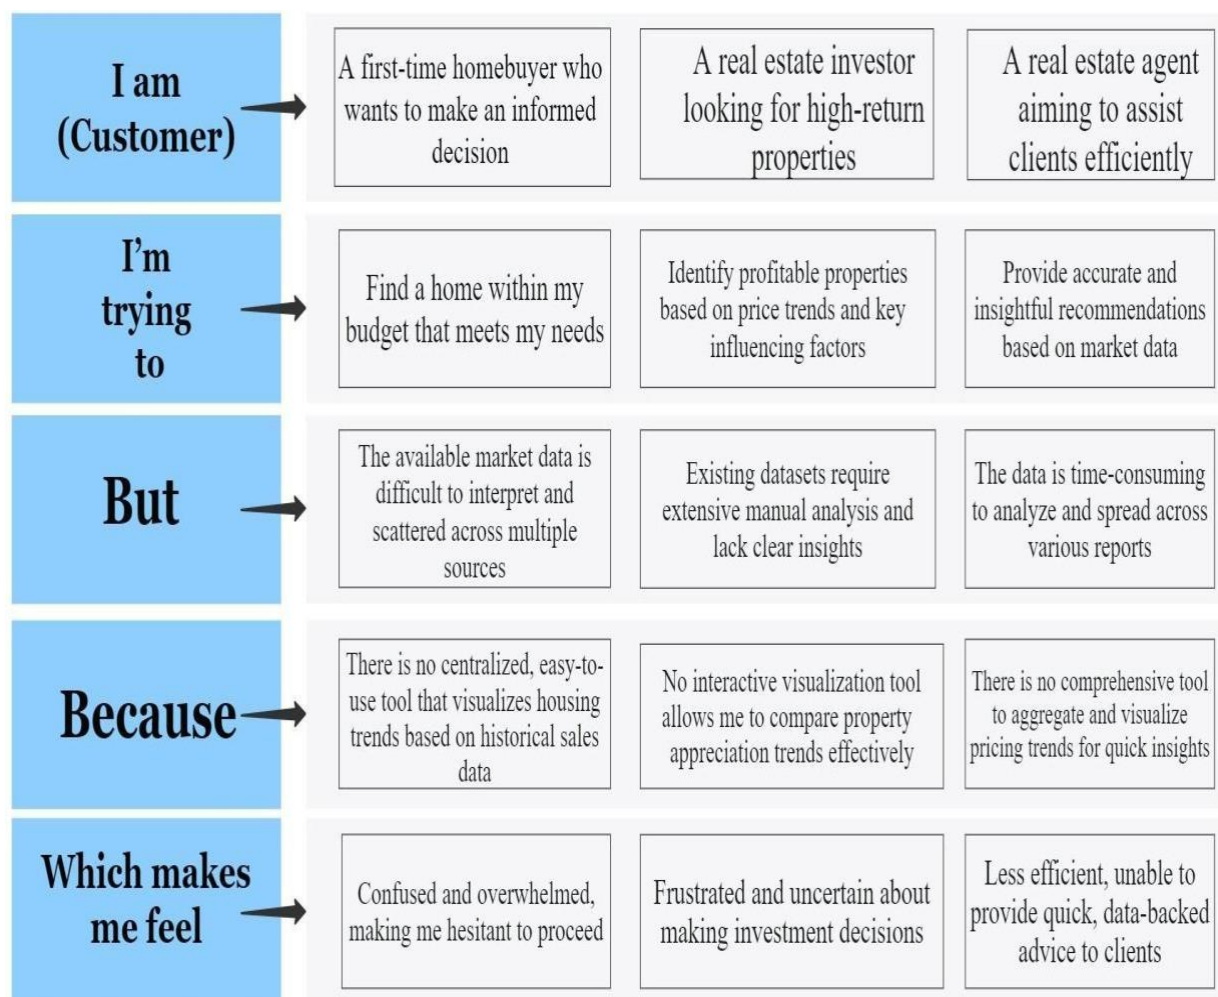 I am
(Customer)
A first-time homebuyer who
wants to make an informed
decision
A real estate investor
looking for high-return
properties
A real estate agent
aiming to assist
clients efficiently
I’m
trying
to
Find a home within my
budget that meets my needs
Identify profitable properties
based on price trends and key
influencing factors
Provide accurate and
insightful recommendations
based on market data
But
The available market data is
difficult to interpret and
scattered across multiple
sources
Existing datasets require
extensive manual analysis and
lack clear insights
The data is time-consuming
to analyze and spread across
various reports
Because
There is no centralized, easy-to-
use tool that visualizes housing
trends based on historical sales
data
No interactive visualization tool
allows me to compare property
appreciation trends effectively
There is no comprehensive tool
to aggregate and visualize
pricing trends for quick insights
Which makes
me feel
Confused and overwhelmed,
making me hesitant to proceed
Frustrated and uncertain about
making investment decisions
Less efficient, unable to
provide quick, data-backed
advice to clients